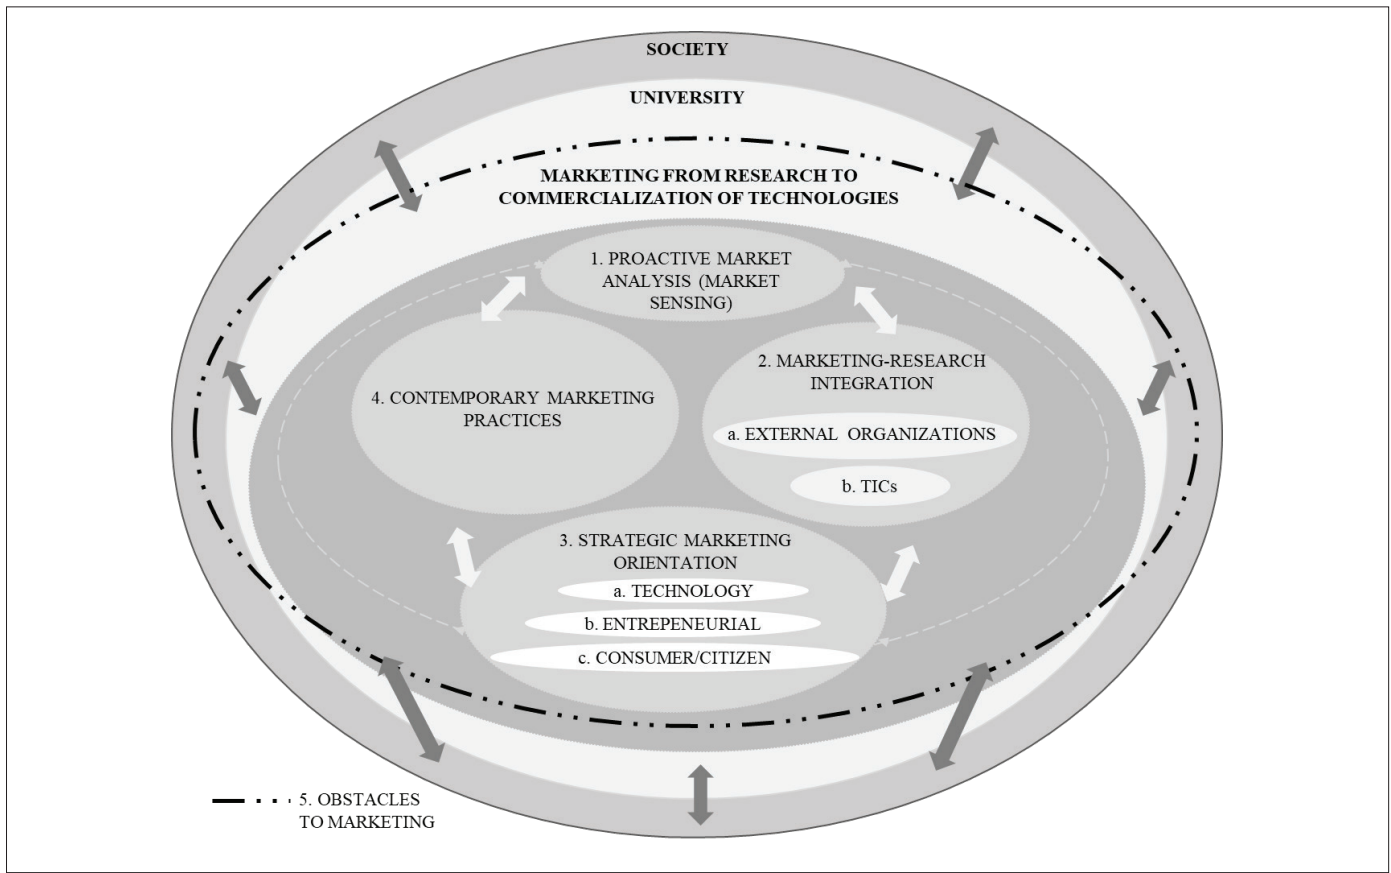 SOCIETY
UNIVERSITY
MARKETING FROM RESEARCH TO
COMMERCIALIZATION OF TECHNOLOGIES
1. PROACTIVE MARKET
ANALYSIS (MARKET
SENSING)
2. MARKETING-RESEARCH
INTEGRATION
a. EXTERNAL ORGANIZATIONS
b. TICs
4. CONTEMPORARY MARKETING
PRACTICES
3. STRATEGIC MARKETING
ORIENTATION
a. TECHNOLOGY
b. ENTREPENEURIAL
c. CONSUMER/CITIZEN
5. OBSTACLES
TO MARKETING